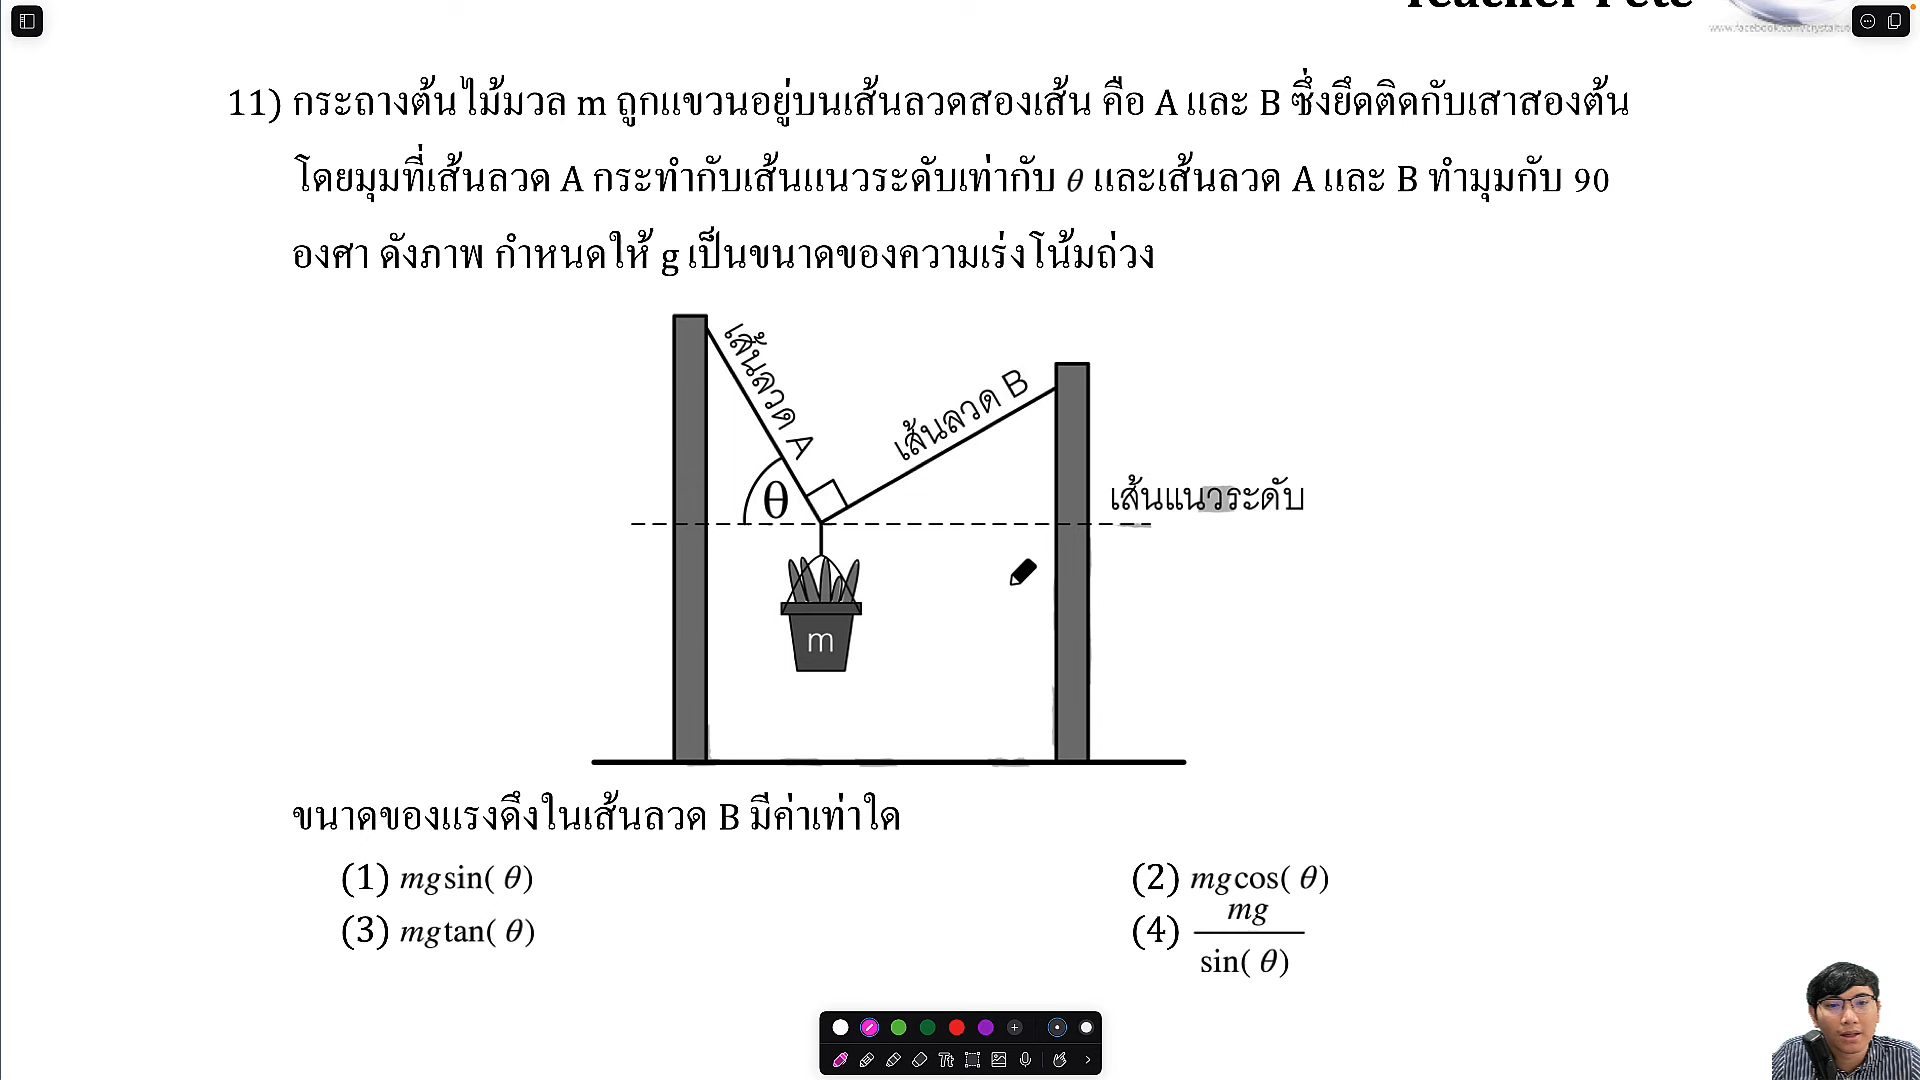 Teacher Pete
11) กระถางต้นไม้มวล m ถูกแขวนอยู่บนเส้นลวดสองเส้น คือ A และ B ซึ่งยึดติดกับเสาสองต้น
โดยมุมที่เส้นลวด A กระทำกับเส้นแนวระดับเท่ากับ θ และเส้นลวด A และ B ทำมุมกับ 90
องศา ดังภาพ กำหนดให้ g เป็นขนาดของความเร่งโน้มถ่วง
เส้นลวด A
เส้นลวด B
θ
เส้นแนวระดับ
m
ขนาดของแรงดึงในเส้นลวด B มีค่าเท่าใด
(1) mgsin( θ)
(2) mgcos( θ)
(3) mgtan( θ)
(4) mg
sin( θ)
Tt